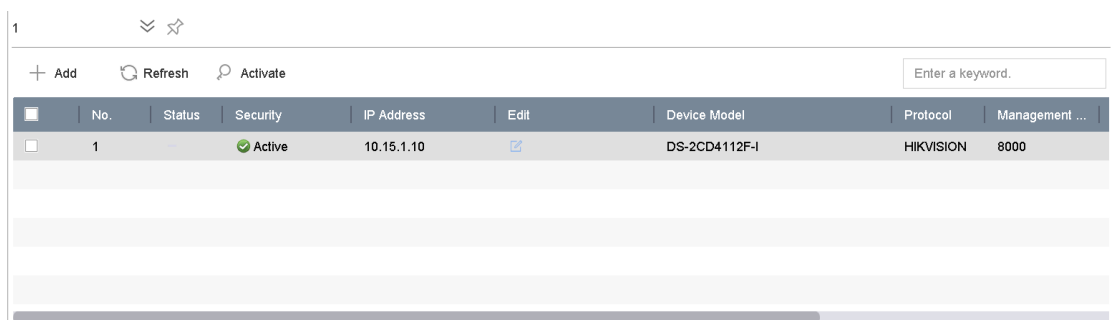 1
Add Refresh Activate Enter a keyword.
No. Status Security IP Address Edit Device Model Protocol Management ...
1 Active 10.15.1.10 DS-2CD4112F-I HIKVISION 8000